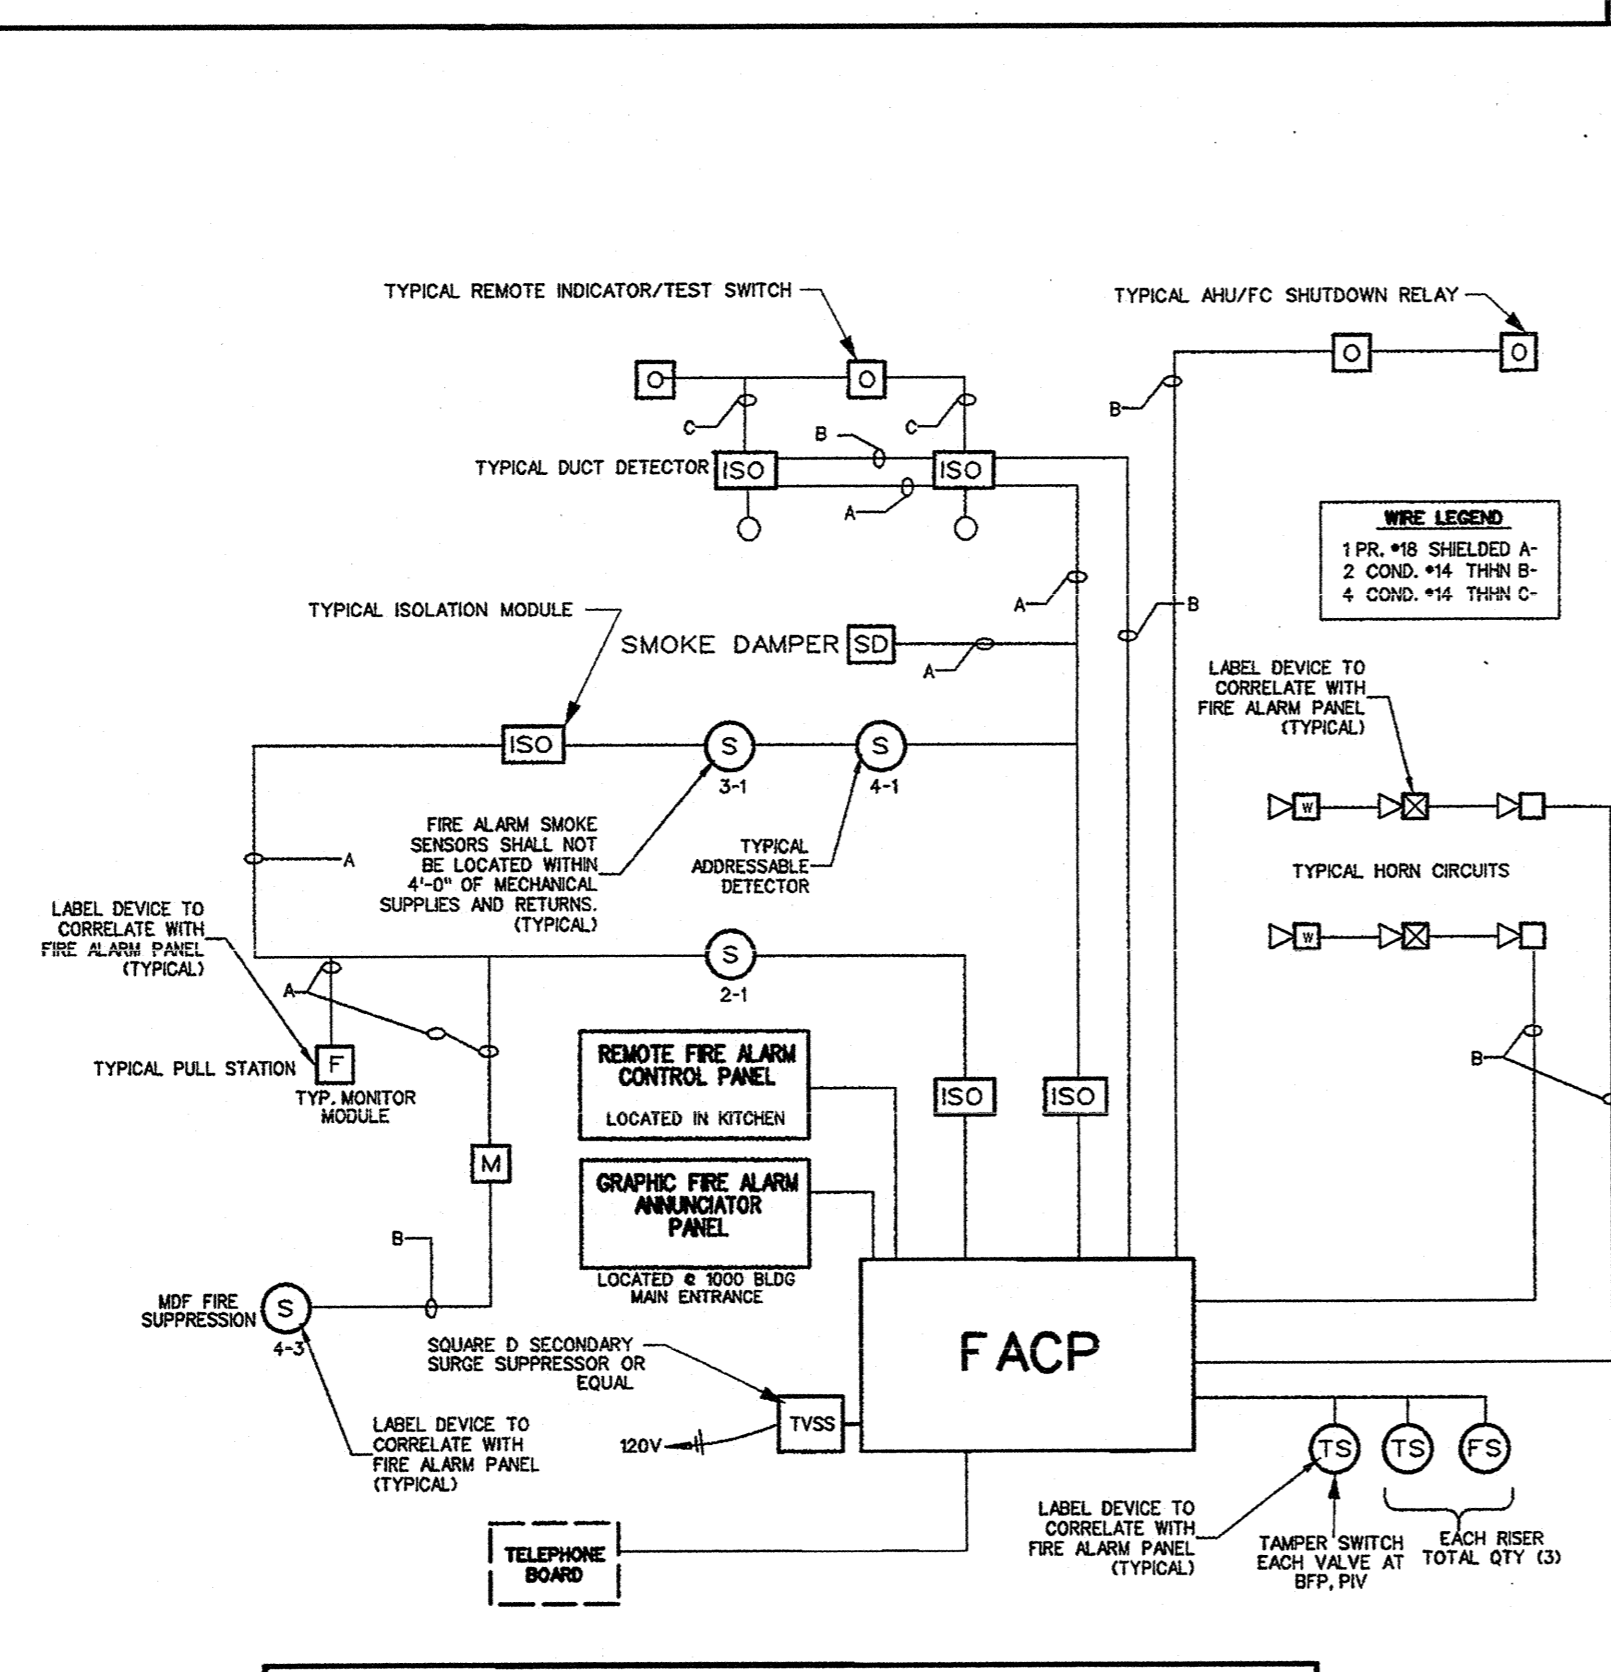 TYPICAL REMOTE INDICATOR/TEST SWITCH
TYPICAL AHU/FC SHUTDOWN RELAY
O
O
O
O
B
C
B
C
TYPICAL DUCT DETECTOR
ISO
ISO
A
WIRE LEGEND
1 PR. #18 SHIELDED A-
2 COND. #14 THHN B-
4 COND. #14 THHN C-
A
B
TYPICAL ISOLATION MODULE
SMOKE DAMPER
SD
A
LABEL DEVICE TO
CORRELATE WITH
FIRE ALARM PANEL
(TYPICAL)
ISO
S
3-1
S
4-1
W
W
TYPICAL HORN CIRCUITS
FIRE ALARM SMOKE
SENSORS SHALL NOT
BE LOCATED WITHIN
4'-0" OF MECHANICAL
SUPPLIES AND RETURNS.
(TYPICAL)
TYPICAL
ADDRESSABLE
DETECTOR
A
LABEL DEVICE TO
CORRELATE WITH
FIRE ALARM PANEL
(TYPICAL)
S
2-1
A
B
TYPICAL PULL STATION
F
TYP. MONITOR
MODULE
REMOTE FIRE ALARM
CONTROL PANEL
LOCATED IN KITCHEN
ISO
ISO
M
GRAPHIC FIRE ALARM
ANNUNCIATOR
PANEL
LOCATED @ 1000 BLDG
MAIN ENTRANCE
B
MDF FIRE
SUPPRESSION
S
4-3
SQUARE D SECONDARY
SURGE SUPPRESSOR OR
EQUAL
FACP
TVSS
120V
LABEL DEVICE TO
CORRELATE WITH
FIRE ALARM PANEL
(TYPICAL)
TS
TS
FS
LABEL DEVICE TO
CORRELATE WITH
FIRE ALARM PANEL
(TYPICAL)
TAMPER SWITCH
EACH VALVE AT
BFP, PIV
EACH RISER
TOTAL QTY (3)
TELEPHONE
BOARD